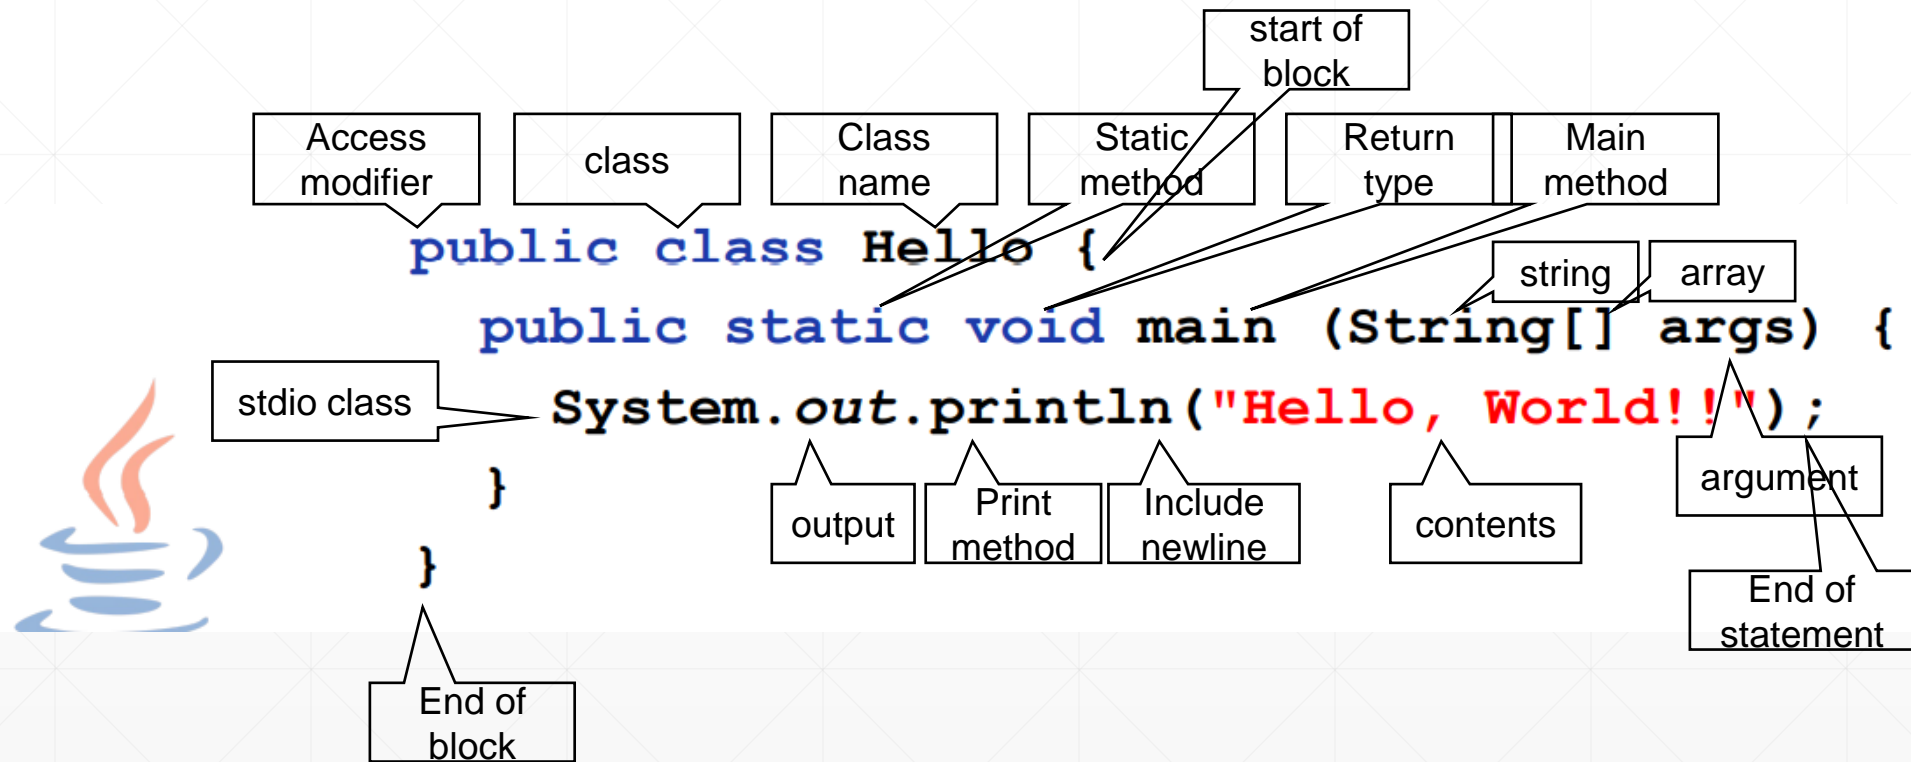 start of
block
Access
modifier
class
Class
name
Static
method
Return
type
Main
method
public class Hello {
string
array
public static void main (String[] args) {
stdio class
System.out.println("Hello, World!!");
argument
}
output
Print
method
Include
newline
contents
}
End of
statement
End of
block